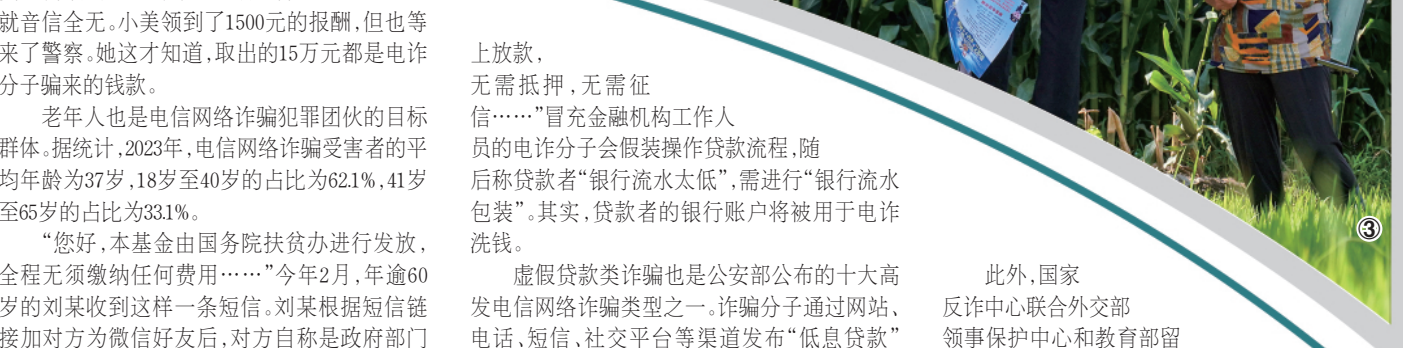 就音信全无。小美领到了1500元的报酬,但也等
来了警察。她这才知道,取出的15万元都是电诈
分子骗来的钱款。
老年人也是电信网络诈骗犯罪团伙的目标
群体。据统计,2023年,电信网络诈骗受害者的平
均年龄为37岁,18岁至40岁的占比为62.1%,41岁
至65岁的占比为33.1%。
“您好,本基金由国务院扶贫办进行发放,
全程无须缴纳任何费用……”今年2月,年逾60
岁的刘某收到这样一条短信。刘某根据短信链
接加对方为微信好友后,对方自称是政府部门
上放款,
无需抵押,无需征
信……”冒充金融机构工作人
员的电诈分子会假装操作贷款流程,随
后称贷款者“银行流水太低”,需进行“银行流水
包装”。其实,贷款者的银行账户将被用于电诈
洗钱。
虚假贷款类诈骗也是公安部公布的十大高
发电信网络诈骗类型之一。诈骗分子通过网站、
电话、短信、社交平台等渠道发布“低息贷款”
③
此外,国家
反诈中心联合外交部
领事保护中心和教育部留